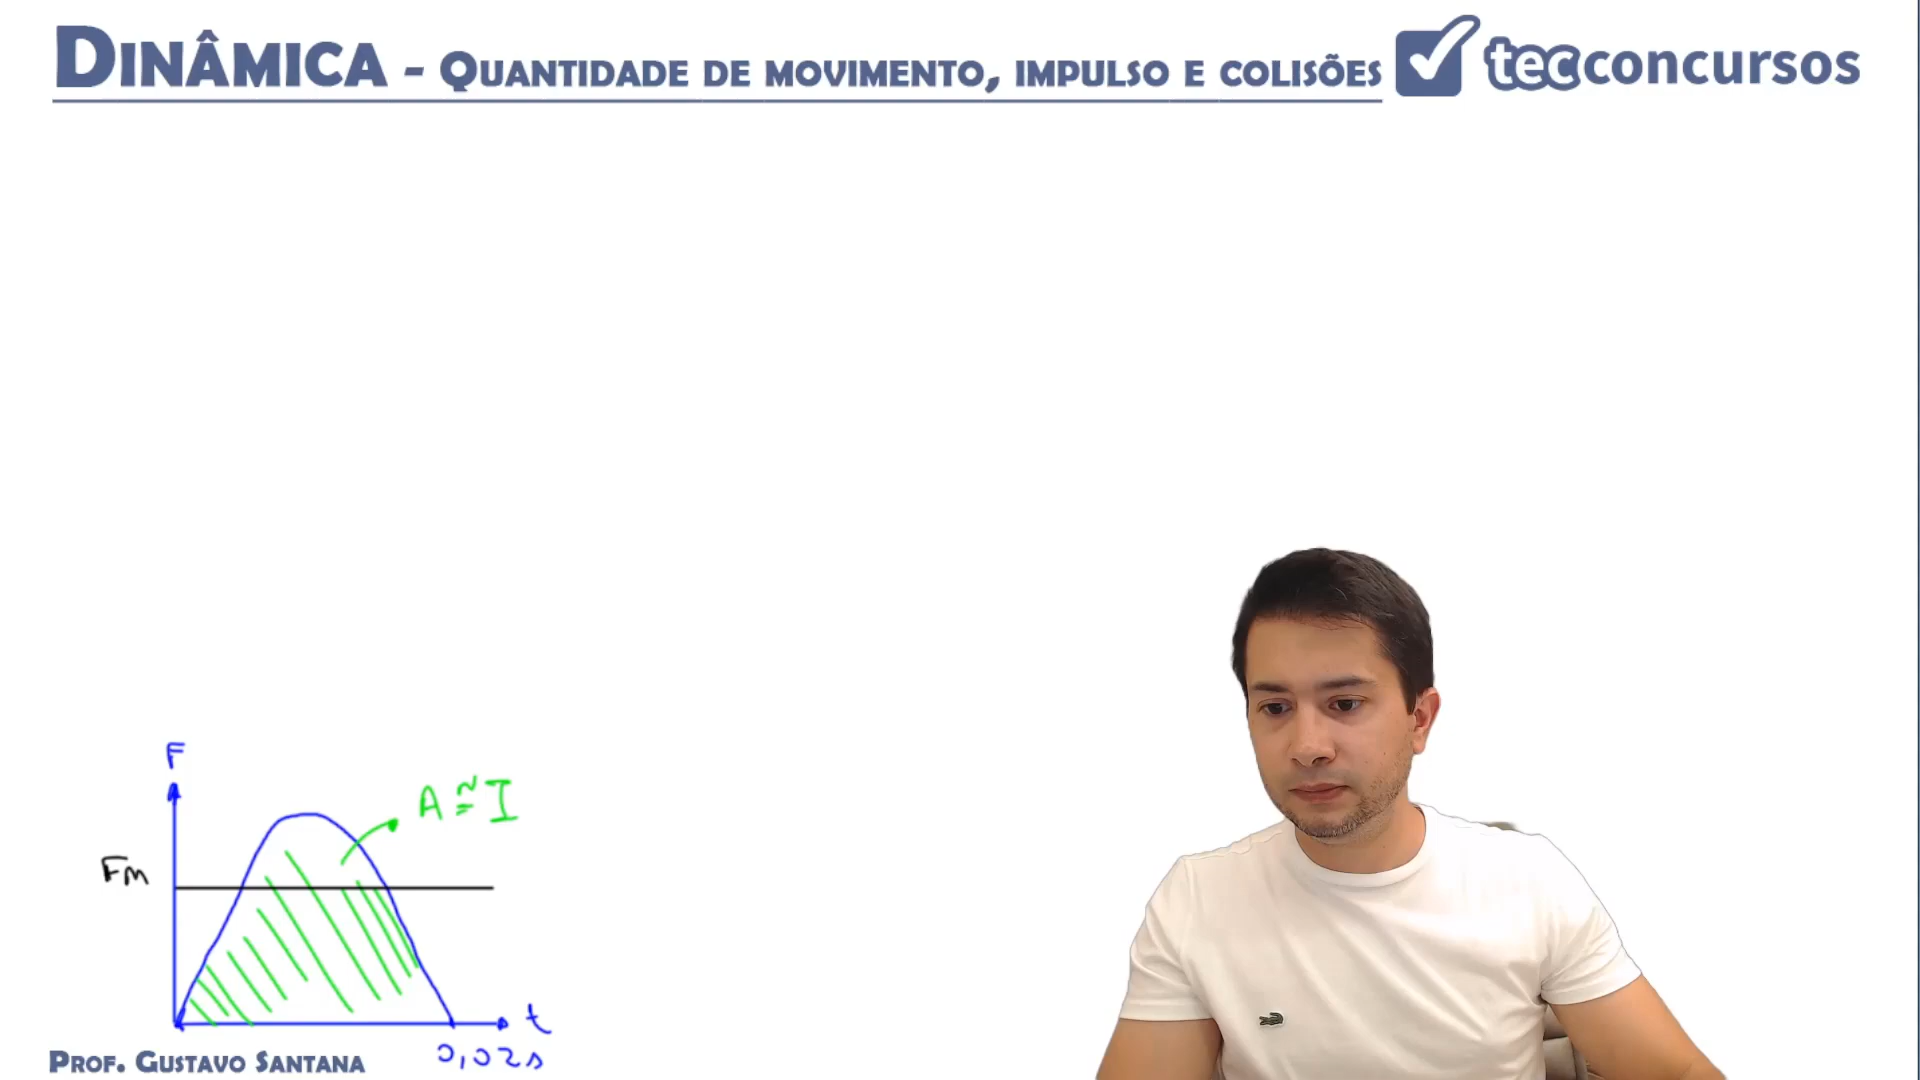 DINÂMICA - QUANTIDADE DE MOVIMENTO, IMPULSO E COLISÕES
tecconcursos
F
A ≅ I
Fm
t
0,02s
PROF. GUSTAVO SANTANA